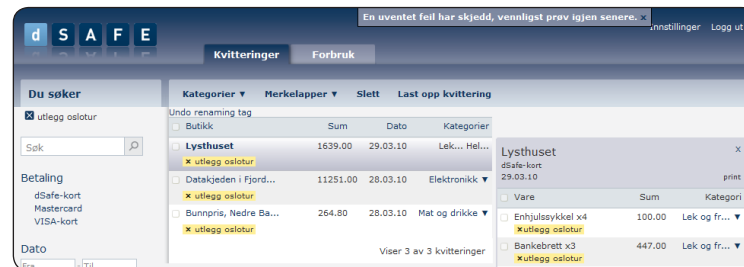 En uventet feil har skjedd, vennligst prøv igjen senere. x
d S A F E
Innstillinger Logg ut
Kvitteringer Forbruk
Du søker
x utlegg oslotur
Søk
Betaling
dSafe-kort
Mastercard
VISA-kort
Dato
Fra - Til
Kategorier ▼ Merkelapper ▼ Slett Last opp kvittering
Undo renaming tag
Butikk Sum Dato Kategorier
Lysthuset 1639.00 29.03.10 Lek... Hel...
x utlegg oslotur
Datakjeden i Fjord... 11251.00 28.03.10 Elektronikk ▼
x utlegg oslotur
Bunnpris, Nedre Ba... 264.80 28.03.10 Mat og drikke ▼
x utlegg oslotur
Viser 3 av 3 kvitteringer
Lysthuset x
dSafe-kort
29.03.10 print
Vare Sum Kategori
Enhjulssykkel x4 100.00 Lek og fr... ▼
x utlegg oslotur
Bankebrett x3 447.00 Lek og fr... ▼
x utlegg oslotur